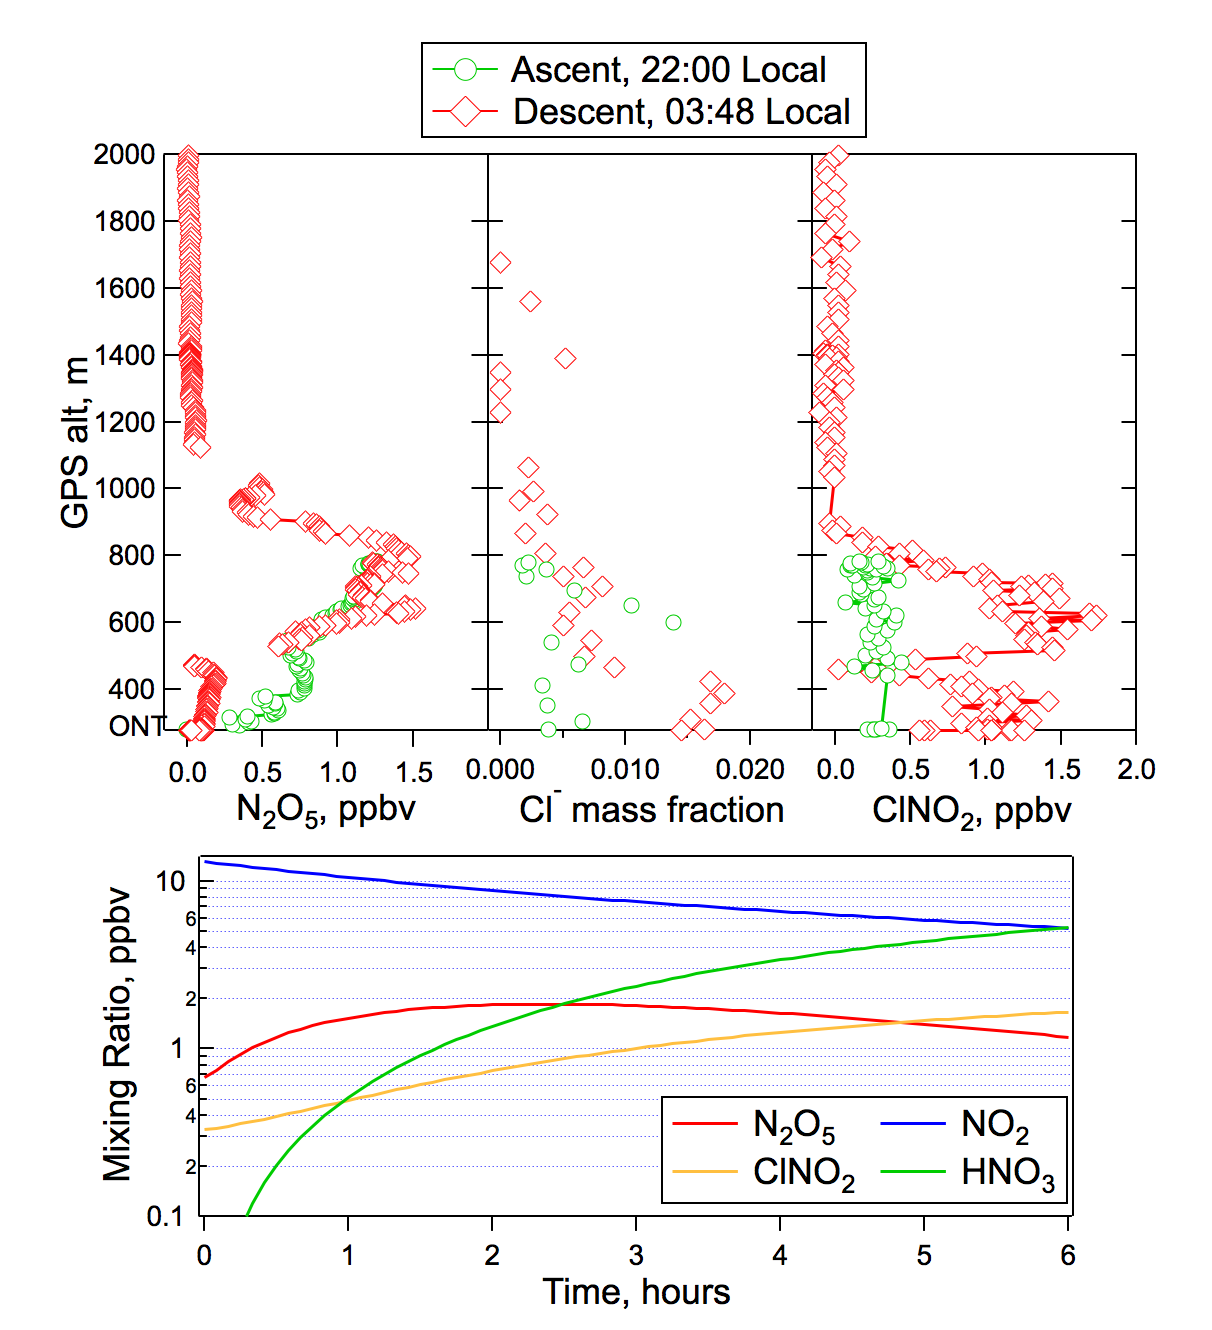 Ascent, 22:00 Local
Descent, 03:48 Local
2000
1800
1600
1400
1200
1000
800
600
400
ONT
GPS alt, m
0.0 0.5 1.0 1.5
N₂O₅, ppbv
0.000 0.010 0.020
Cl⁻ mass fraction
0.0 0.5 1.0 1.5 2.0
ClNO₂, ppbv
10
6
4
2
1
6
4
2
0.1
Mixing Ratio, ppbv
N₂O₅ NO₂
ClNO₂ HNO₃
0 1 2 3 4 5 6
Time, hours